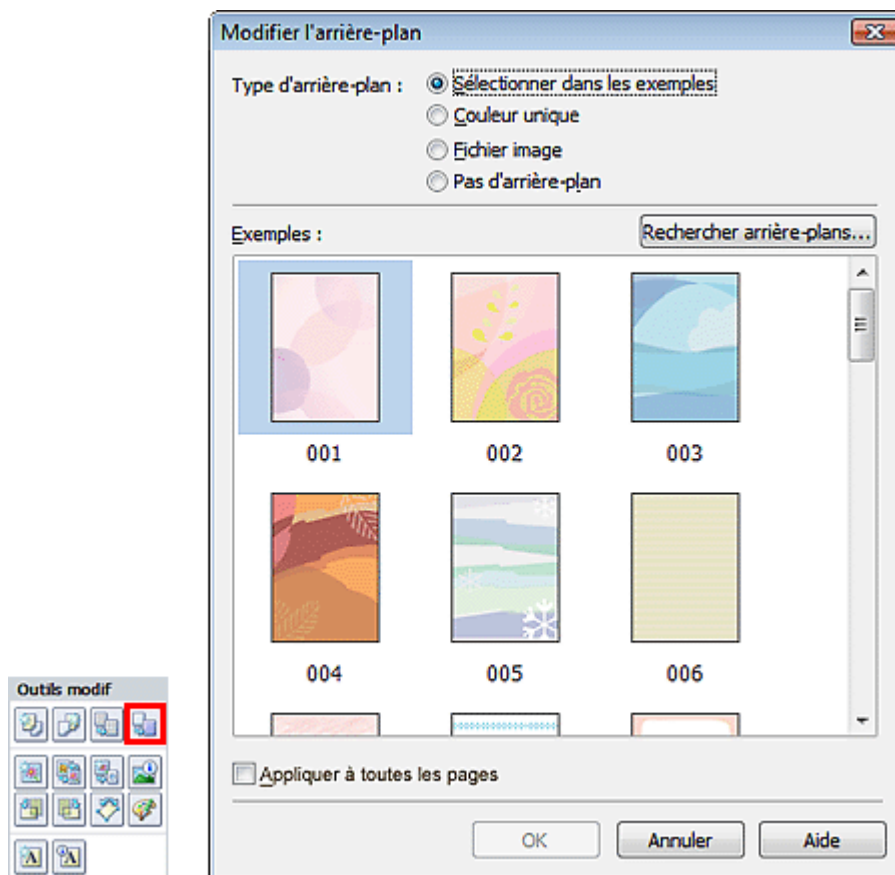 Modifier l'arrière-plan
Type d'arrière-plan :
Sélectionner dans les exemples
Couleur unique
Fichier image
Pas d'arrière-plan
Exemples :
Rechercher arrière-plans...
001 002 003
004 005 006
Appliquer à toutes les pages
OK Annuler Aide
Outils modif
A A